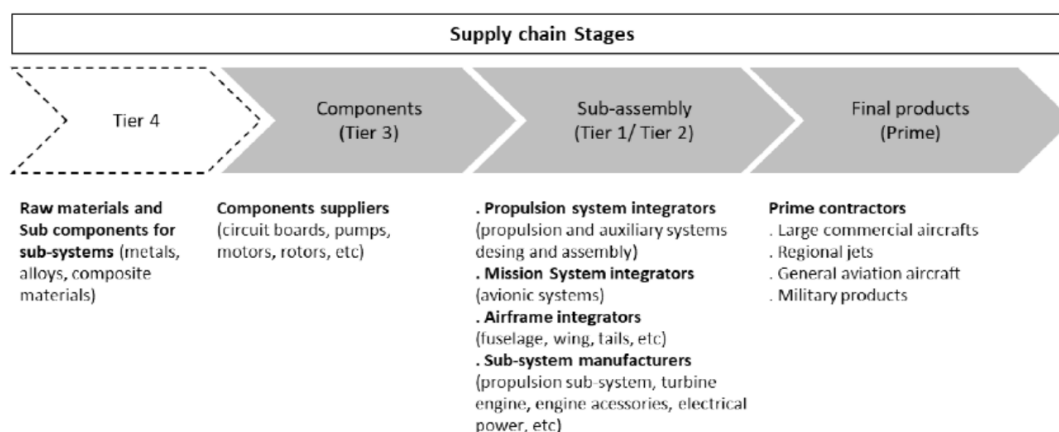 Supply chain Stages
Tier 4
Components
(Tier 3)
Sub-assembly
(Tier 1/ Tier 2)
Final products
(Prime)
Raw materials and
Sub components for
sub-systems (metals,
alloys, composite
materials)
Components suppliers
(circuit boards, pumps,
motors, rotors, etc)
. Propulsion system integrators
(propulsion and auxiliary systems
desing and assembly)
. Mission System integrators
(avionic systems)
. Airframe integrators
(fuselage, wing, tails, etc)
. Sub-system manufacturers
(propulsion sub-system, turbine
engine, engine acessories, electrical
power, etc)
Prime contractors
. Large commercial aircrafts
. Regional jets
. General aviation aircraft
. Military products